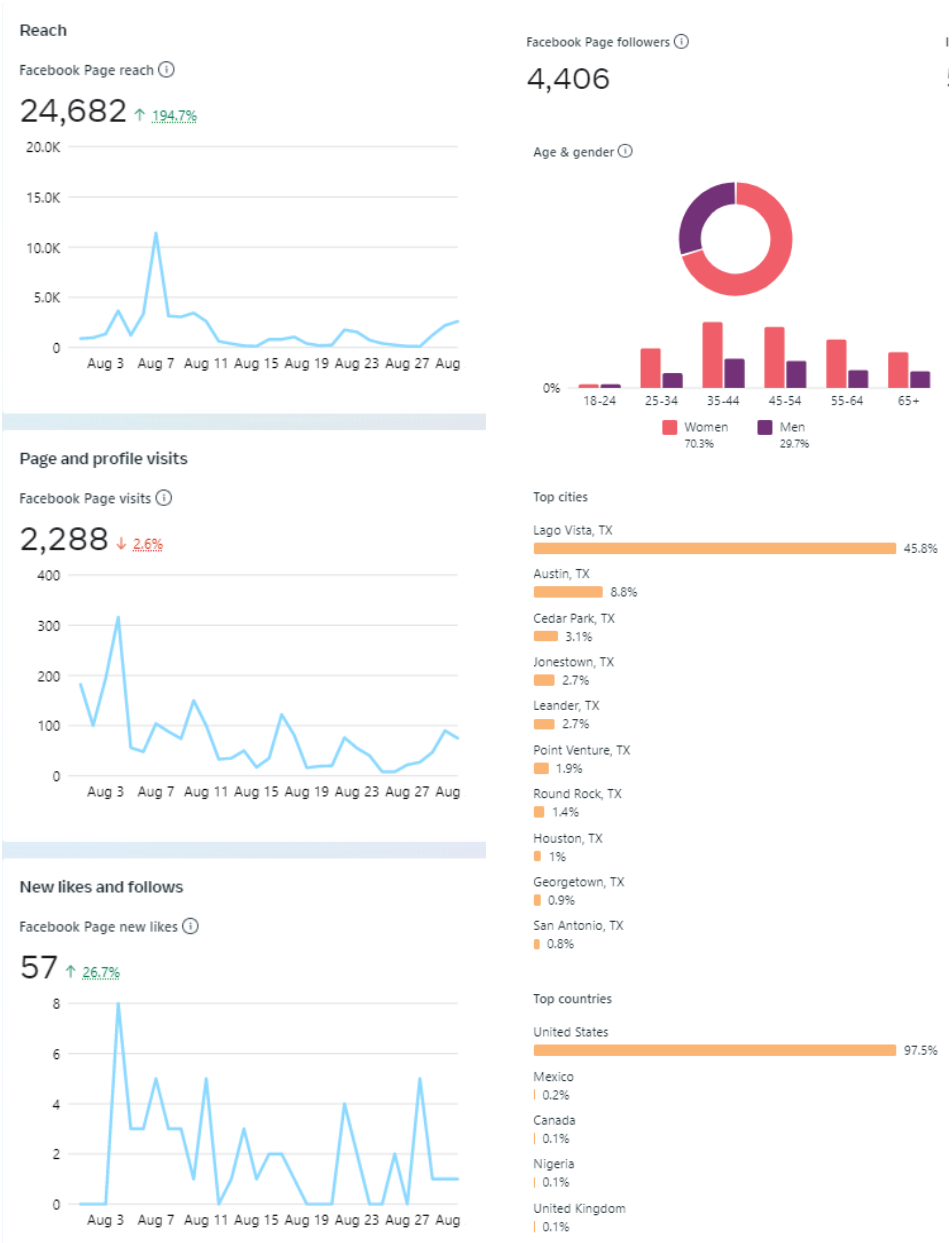 Reach
Facebook Page reach
24,682 ↑ 194.7%
20.0K
15.0K
10.0K
5.0K
0
Aug 3 Aug 7 Aug 11 Aug 15 Aug 19 Aug 23 Aug 27 Aug
Page and profile visits
Facebook Page visits
2,288 ↓ 2.6%
400
300
200
100
0
Aug 3 Aug 7 Aug 11 Aug 15 Aug 19 Aug 23 Aug 27 Aug
New likes and follows
Facebook Page new likes
57 ↑ 26.7%
8
6
4
2
0
Aug 3 Aug 7 Aug 11 Aug 15 Aug 19 Aug 23 Aug 27 Aug
Facebook Page followers
4,406
Age & gender
0%
18-24 25-34 35-44 45-54 55-64 65+
Women Men
70.3% 29.7%
Top cities
Lago Vista, TX
45.8%
Austin, TX
8.8%
Cedar Park, TX
3.1%
Jonestown, TX
2.7%
Leander, TX
2.7%
Point Venture, TX
1.9%
Round Rock, TX
1.4%
Houston, TX
1%
Georgetown, TX
0.9%
San Antonio, TX
0.8%
Top countries
United States
97.5%
Mexico
0.2%
Canada
0.1%
Nigeria
0.1%
United Kingdom
0.1%